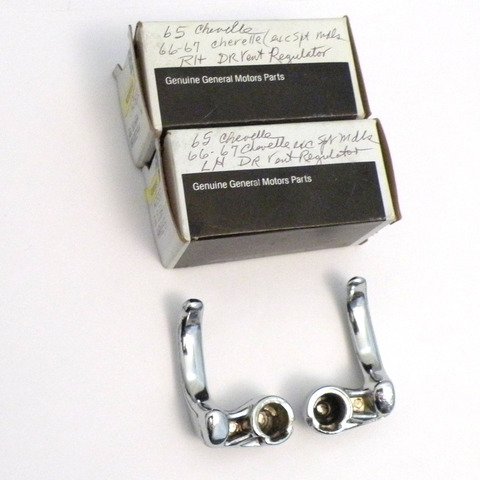 65 Chevelle
66-67 chevelle (exc Spt mdls
RH DR Vent Regulator
Genuine General Motors Parts
65 Chevelle
66-67 Chevelle exc Spt Mdls
LH DR Vent Regulator
Genuine General Motors Parts